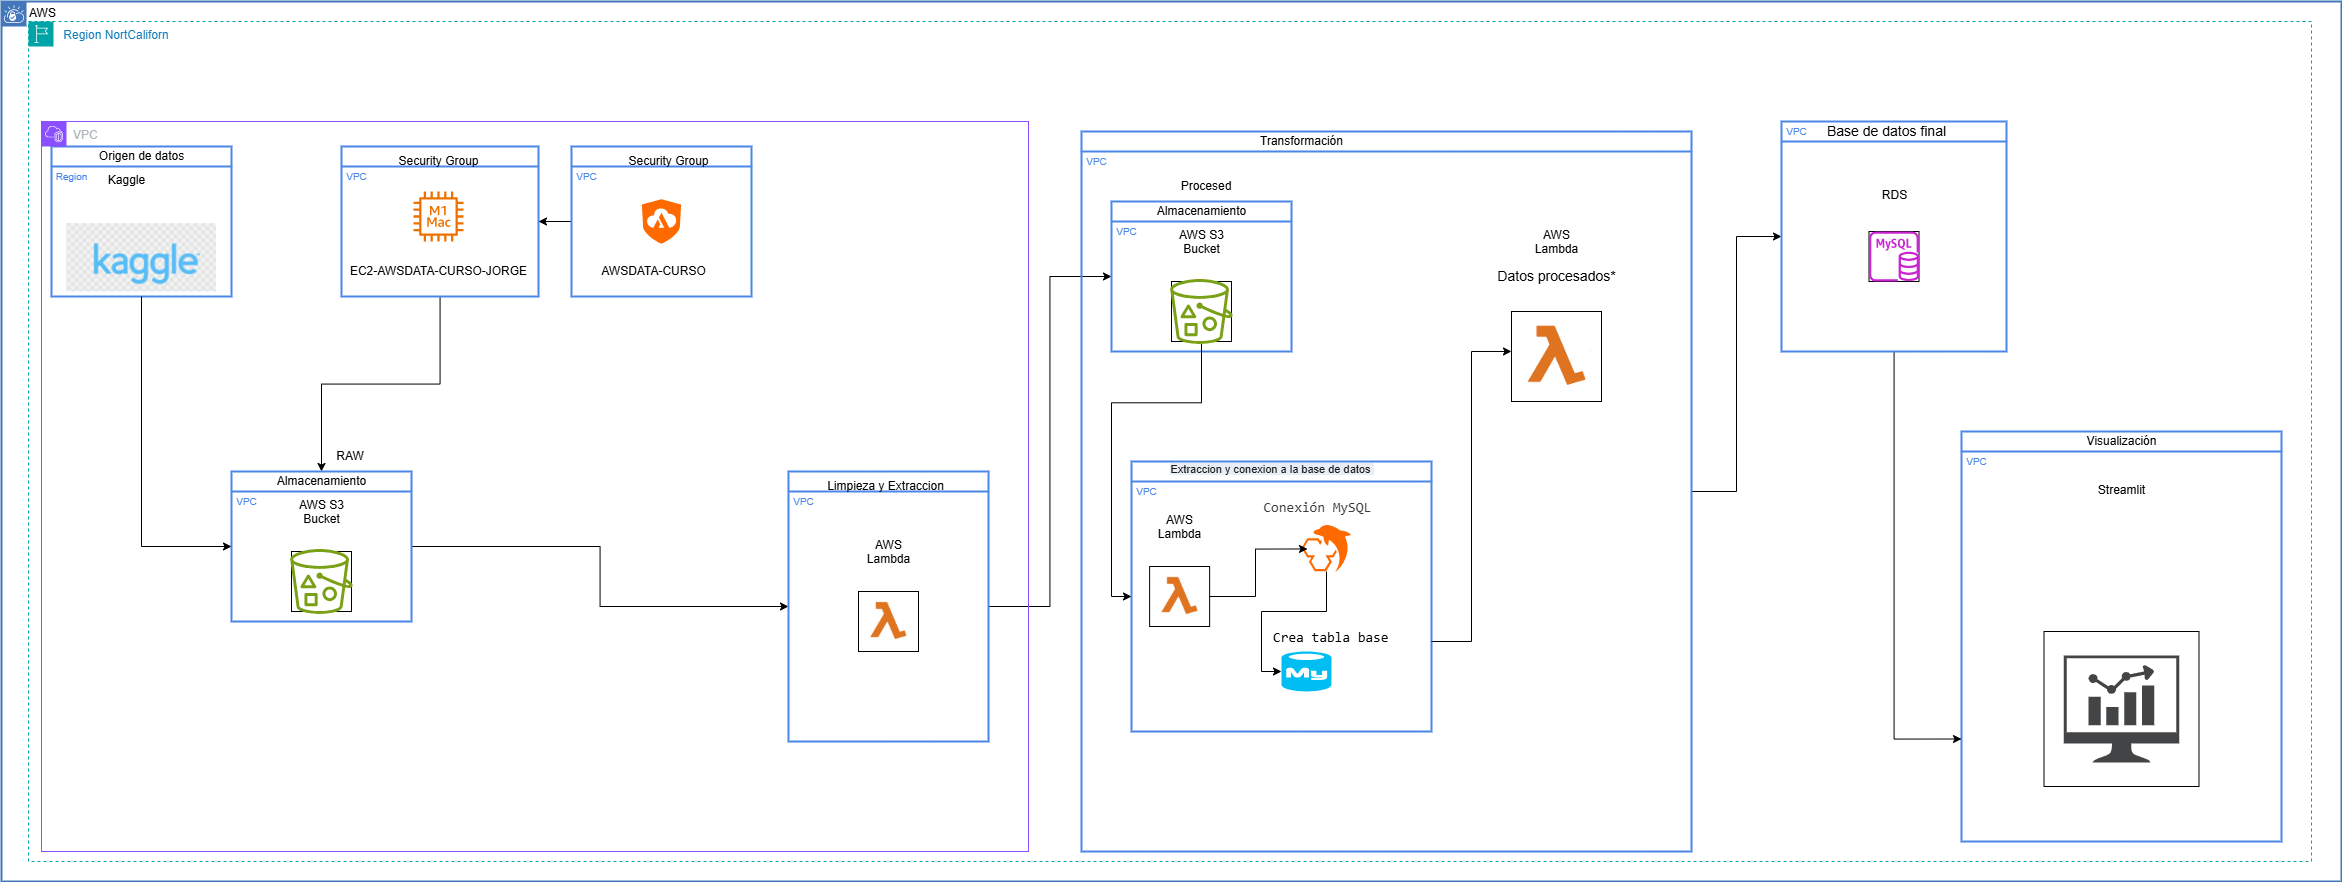 AWS
Region NortCaliforn
VPC
Origen de datos
Region
Kaggle
kaggle
Security Group
VPC
M1
Mac
EC2-AWSDATA-CURSO-JORGE
Security Group
VPC
AWSDATA-CURSO
RAW
Almacenamiento
VPC
AWS S3
Bucket
Limpieza y Extraccion
VPC
AWS
Lambda
Transformación
VPC
Procesed
Almacenamiento
VPC
AWS S3
Bucket
AWS
Lambda
Datos procesados*
Extraccion y conexion a la base de datos
VPC
AWS
Lambda
Conexión MySQL
Crea tabla base
My
VPC
Base de datos final
RDS
MySQL
Visualización
VPC
Streamlit